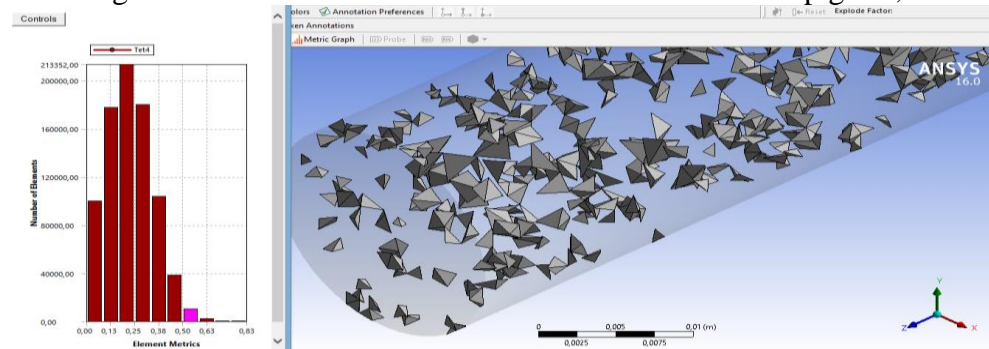 Controls
Tet4
213352,00
200000,00
160000,00
120000,00
80000,00
40000,00
0,00
Number of Elements
0,00 0,13 0,25 0,38 0,50 0,63 0,83
Element Metrics
olors Annotation Preferences
Reset Explode Factor:
ken Annotations
Metric Graph Probe
ANSYS
16.0
0 0,005 0,01 (m)
0,0025 0,0075
Y
Z X